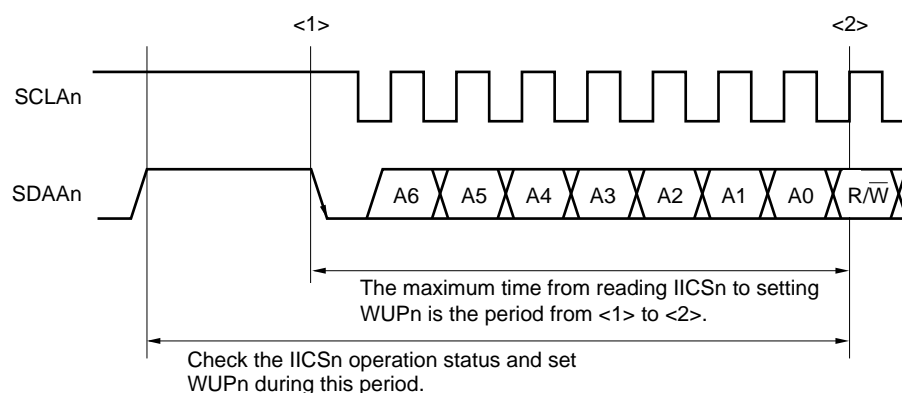 <1> <2>
SCLAn
SDAAn A6 A5 A4 A3 A2 A1 A0 R/W̅
The maximum time from reading IICSn to setting
WUPn is the period from <1> to <2>.
Check the IICSn operation status and set
WUPn during this period.